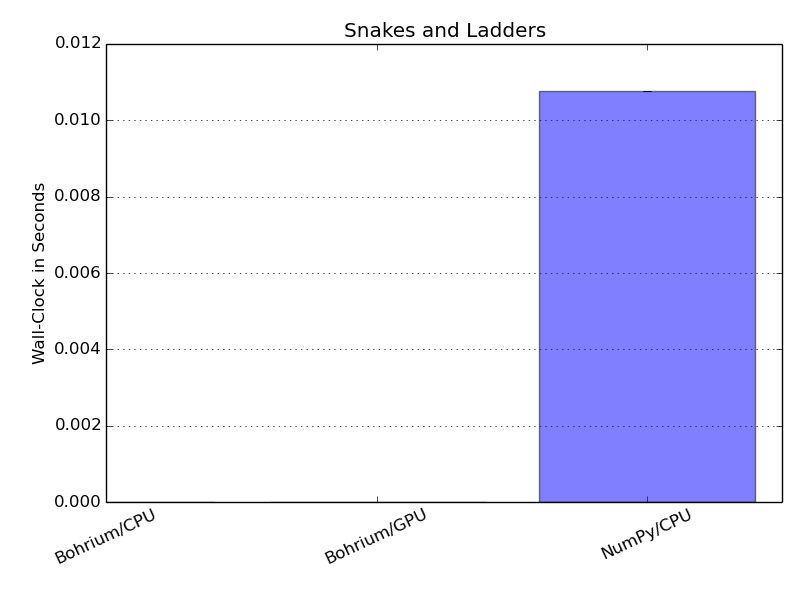 Snakes and Ladders
Wall-Clock in Seconds
0.012
0.010
0.008
0.006
0.004
0.002
0.000
Bohrium/CPU
Bohrium/GPU
NumPy/CPU